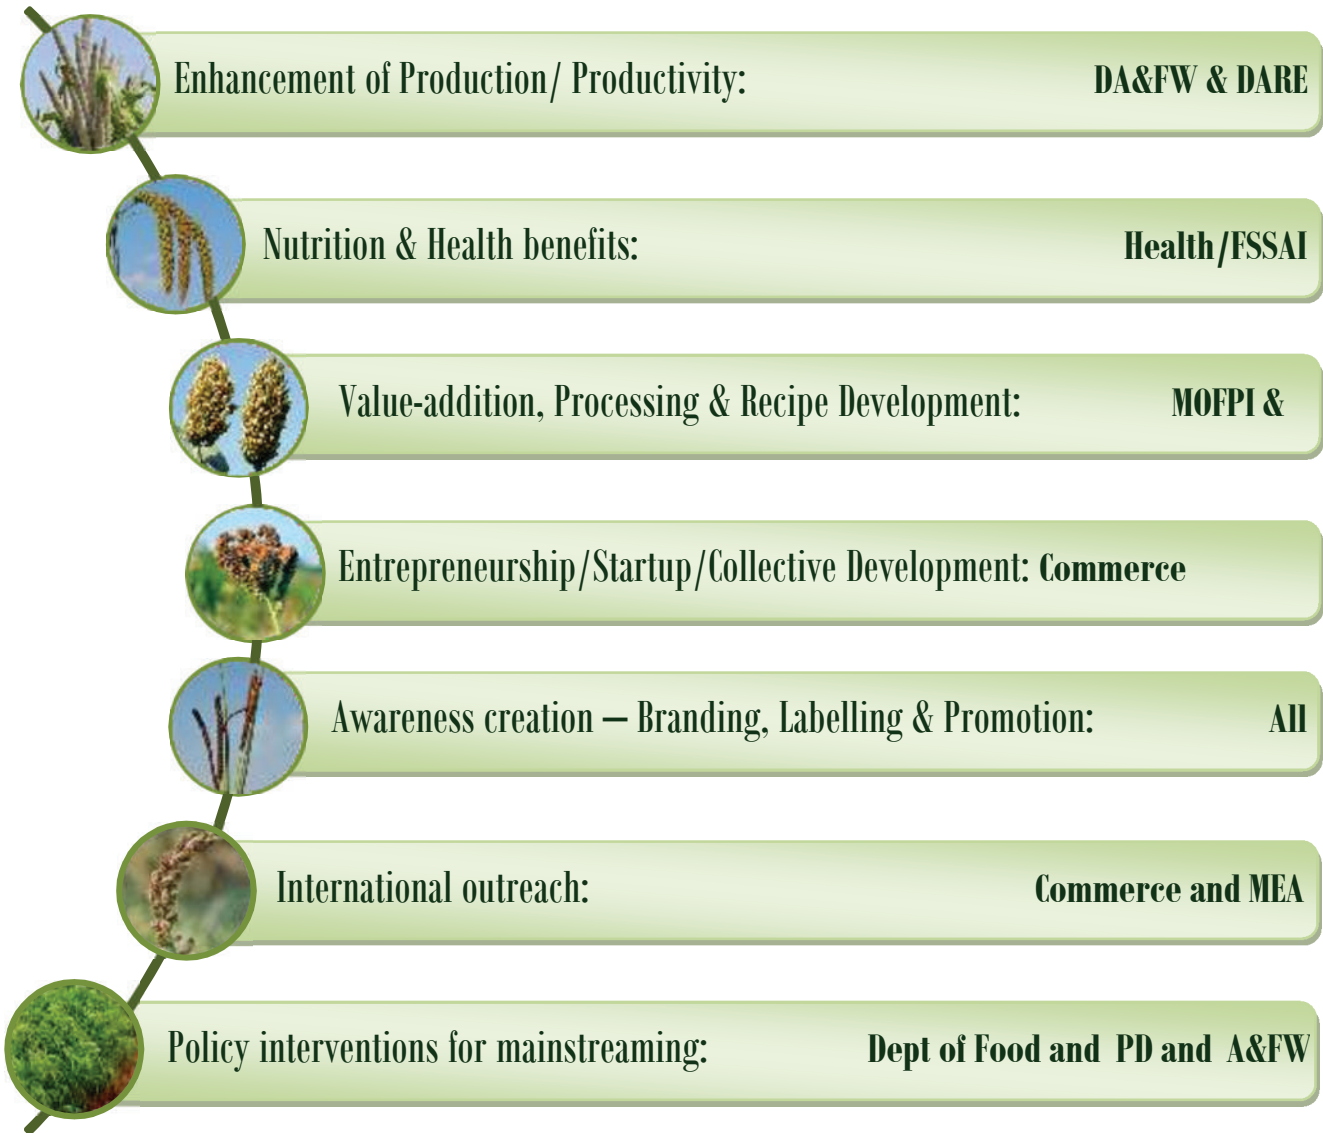 Enhancement of Production/ Productivity: DA&FW & DARE
Nutrition & Health benefits: Health/FSSAI
Value-addition, Processing & Recipe Development: MOFPI &
Entrepreneurship/Startup/Collective Development: Commerce
Awareness creation – Branding, Labelling & Promotion: All
International outreach: Commerce and MEA
Policy interventions for mainstreaming: Dept of Food and PD and A&FW